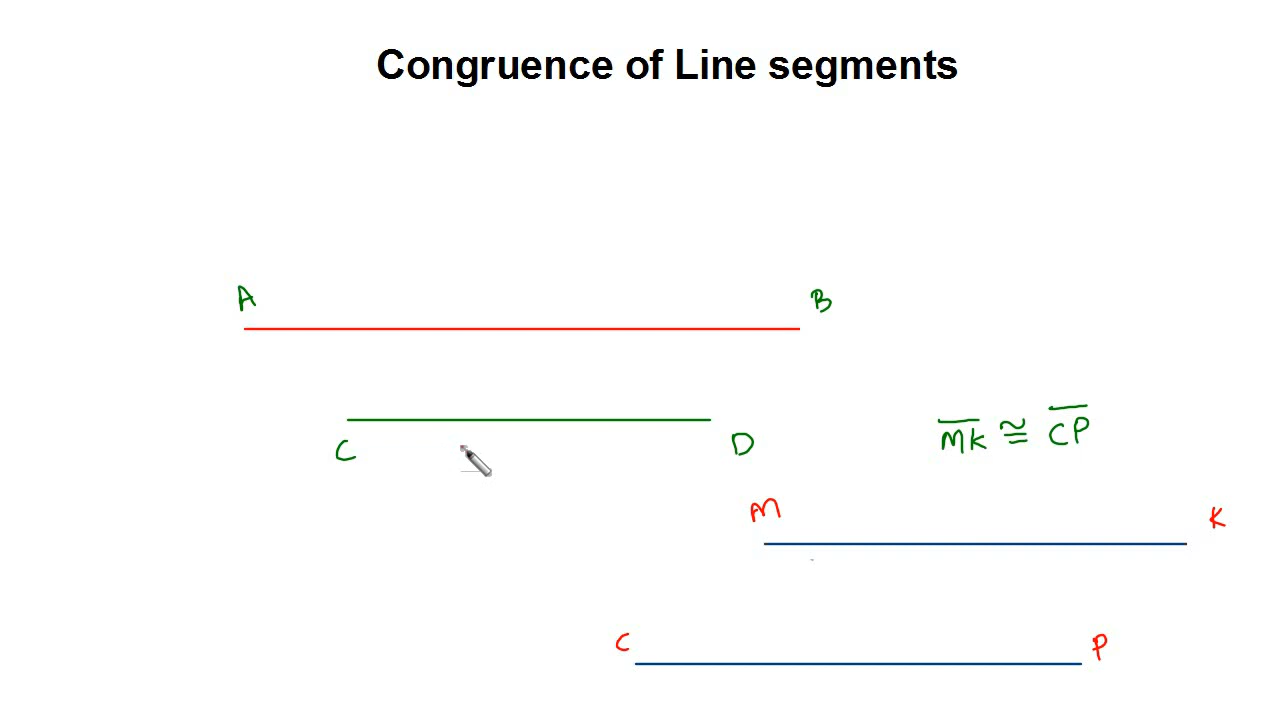 Congruence of Line segments
A B
C D
M̅K̅ ≅ C̅P̅
M K
C P